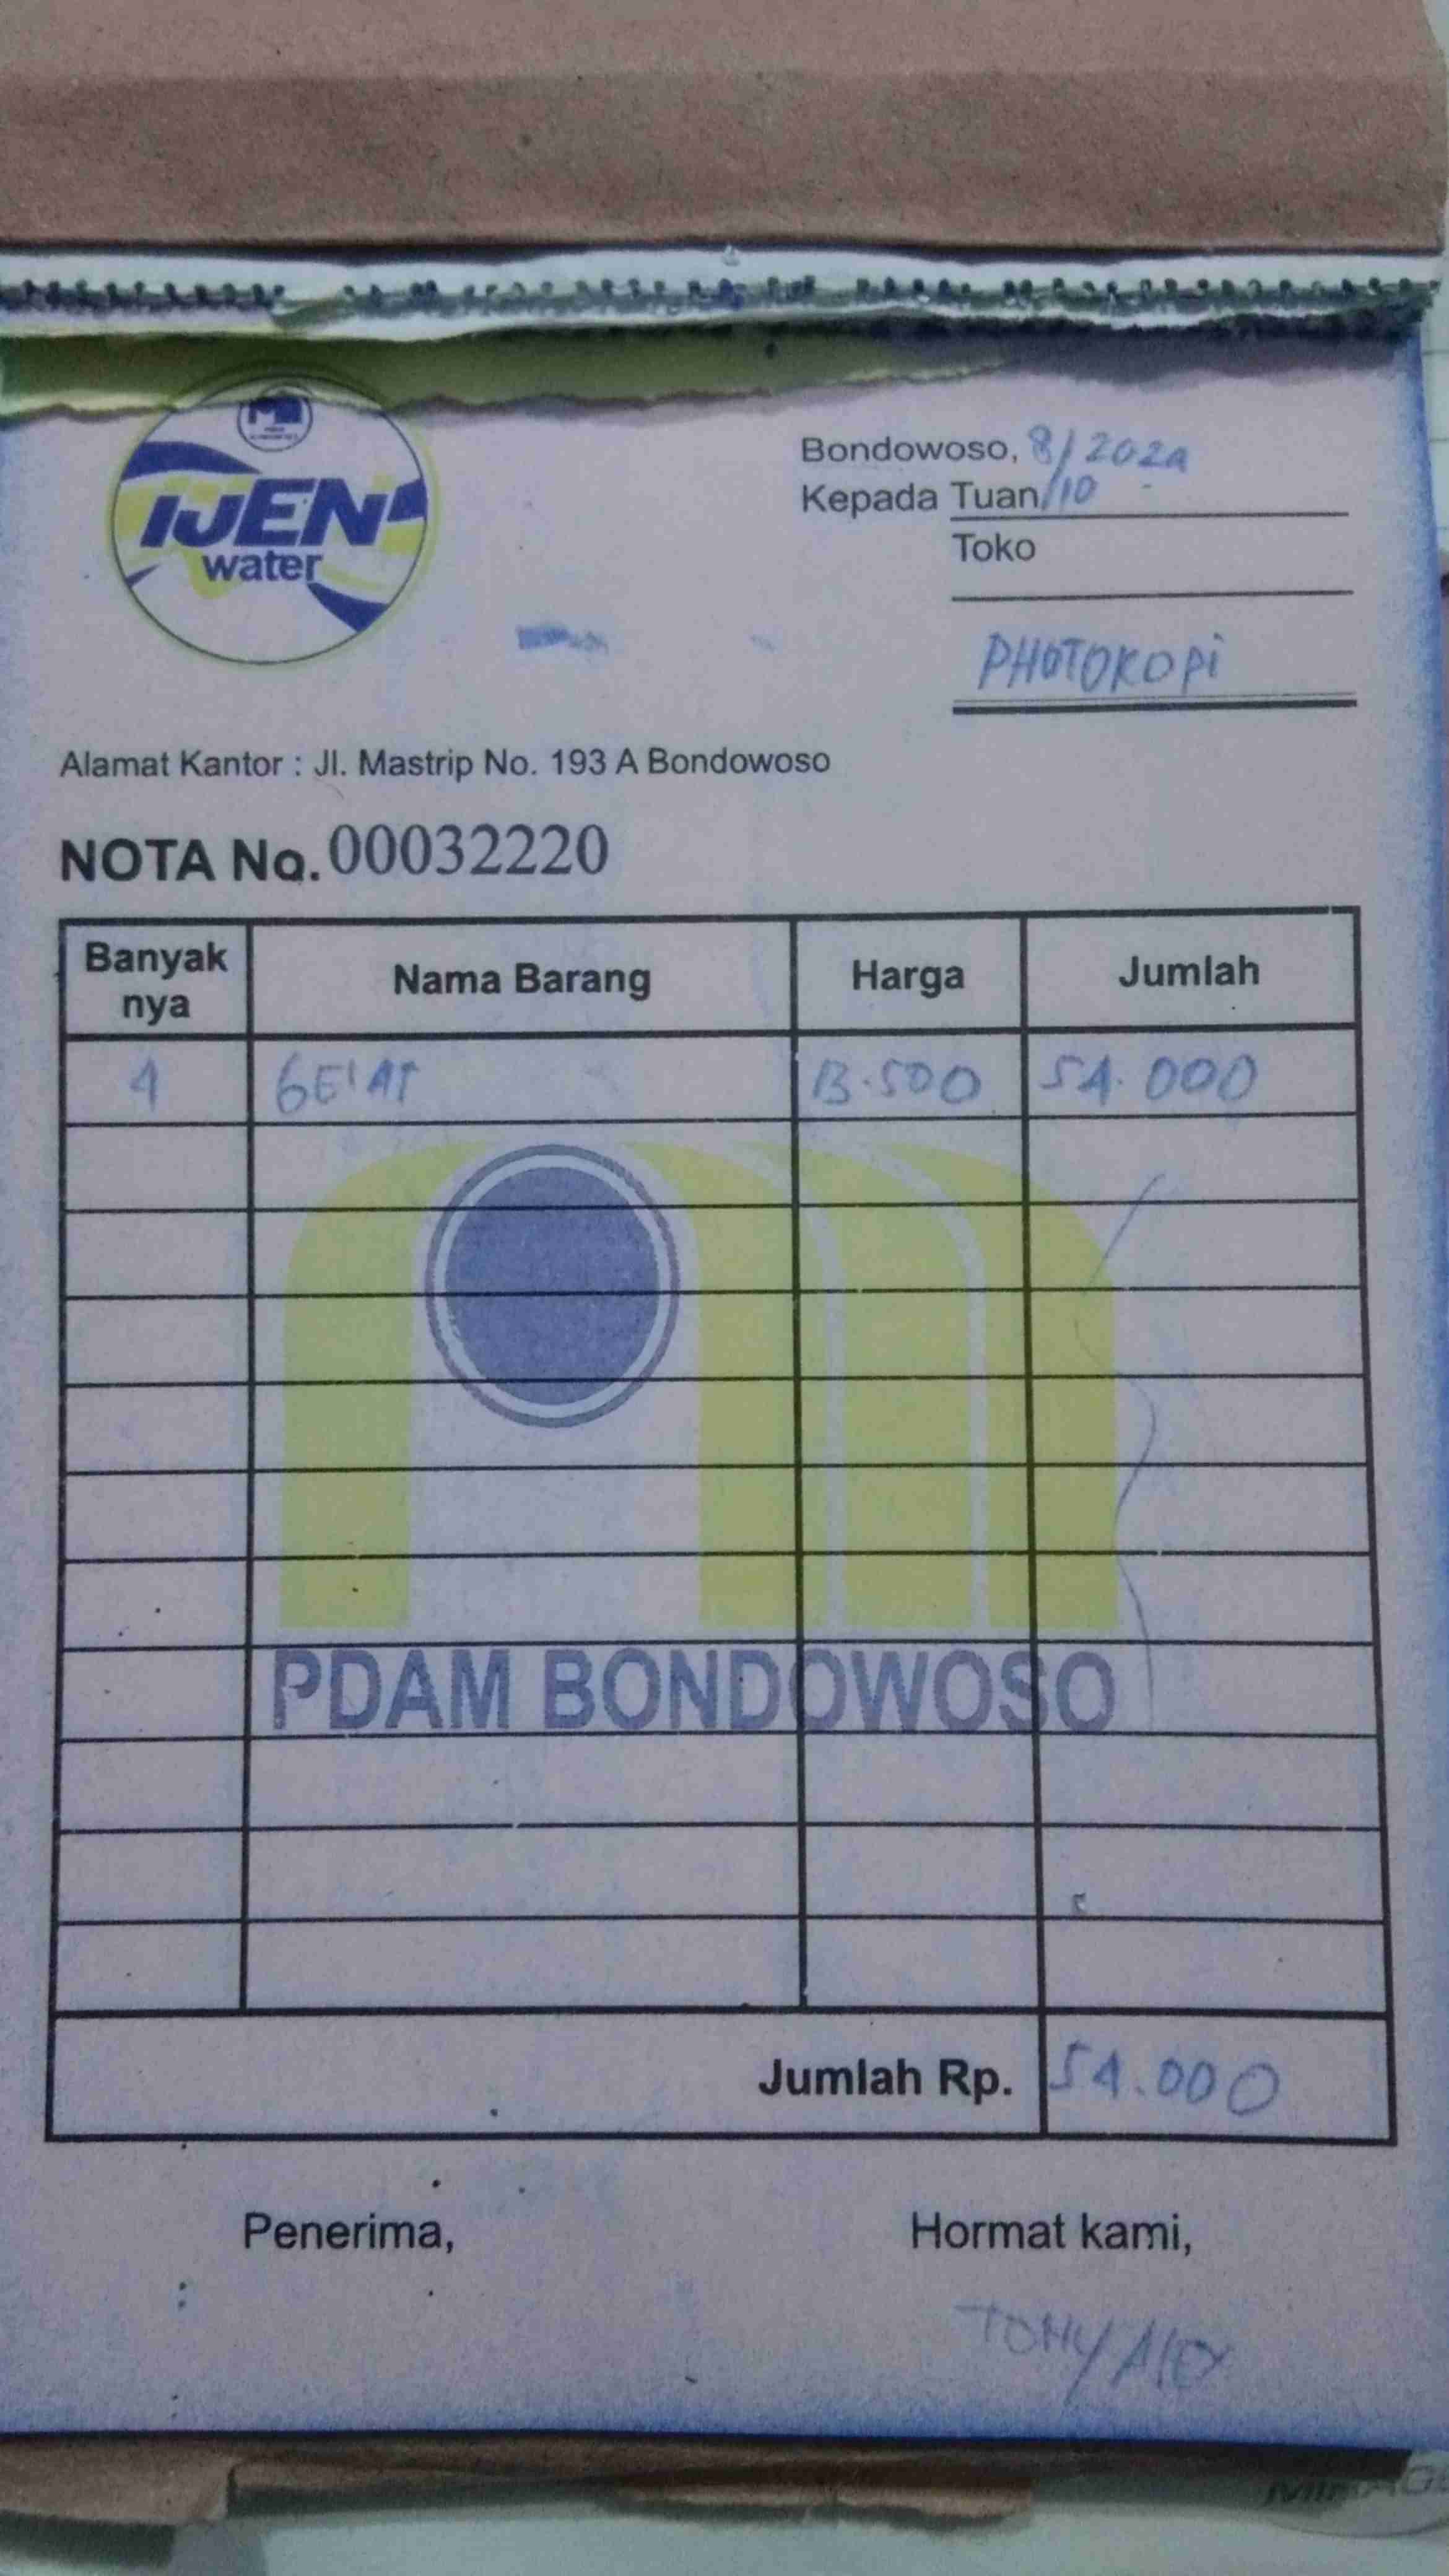 IJEN
water
Bondowoso, 8/2024
Kepada Tuan /10
Toko
PHOTOKOPi
Alamat Kantor : Jl. Mastrip No. 193 A Bondowoso
NOTA No. 00032220
Banyak nya Nama Barang Harga Jumlah
4 GElAS 13.500 54.000
PDAM BONDOWOSO
Jumlah Rp. 54.000
Penerima, Hormat kami,
TONY Alex